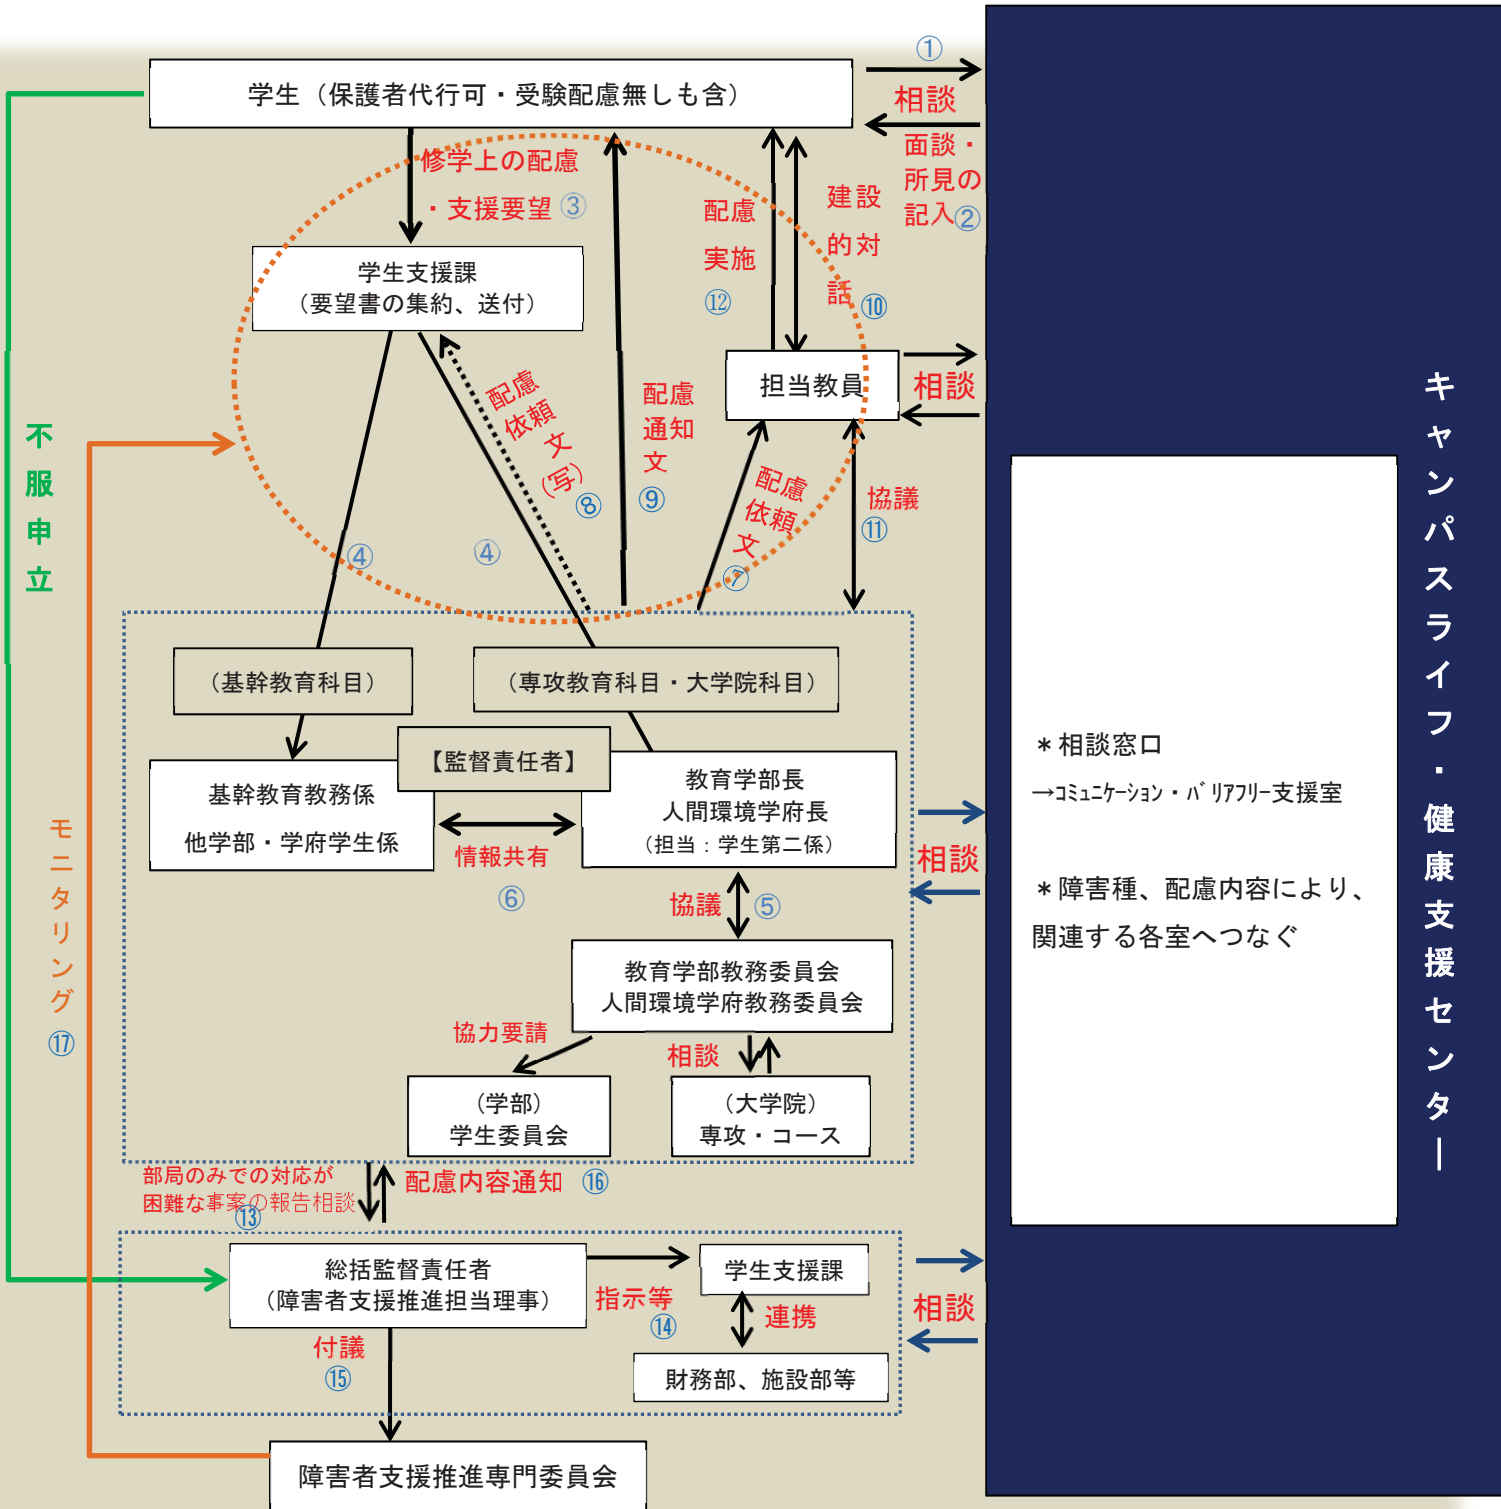 ①
学生（保護者代行可・受験配慮無しも含）
相談
面談・
所見の
記入②
修学上の配慮
・支援要望③
配慮
実施
⑫
建設
的対
話⑩
学生支援課
（要望書の集約、送付）
担当教員
相談
配慮
依頼
文
（写）
⑧
配慮
通知
文
⑨
配慮
依頼
文
⑦
協議
⑪
④
④
不服申立
（基幹教育科目）
（専攻教育科目・大学院科目）
【監督責任者】
基幹教育教務係
他学部・学府学生係
教育学部長
人間環境学府長
（担当：学生第二係）
情報共有
⑥
相談
協議
⑤
教育学部教務委員会
人間環境学府教務委員会
協力要請
相談
（学部）
学生委員会
（大学院）
専攻・コース
モニタリング
⑰
部局のみでの対応が
困難な事案の報告相談
⑬
配慮内容通知 ⑯
総括監督責任者
（障害者支援推進担当理事）
指示等
⑭
学生支援課
連携
財務部、施設部等
相談
付議
⑮
障害者支援推進専門委員会
＊相談窓口
→ｺﾐｭﾆｹｰｼｮﾝ・ﾊﾞﾘｱﾌﾘｰ支援室
＊障害種、配慮内容により、
関連する各室へつなぐ
キャンパスライフ・健康支援センター